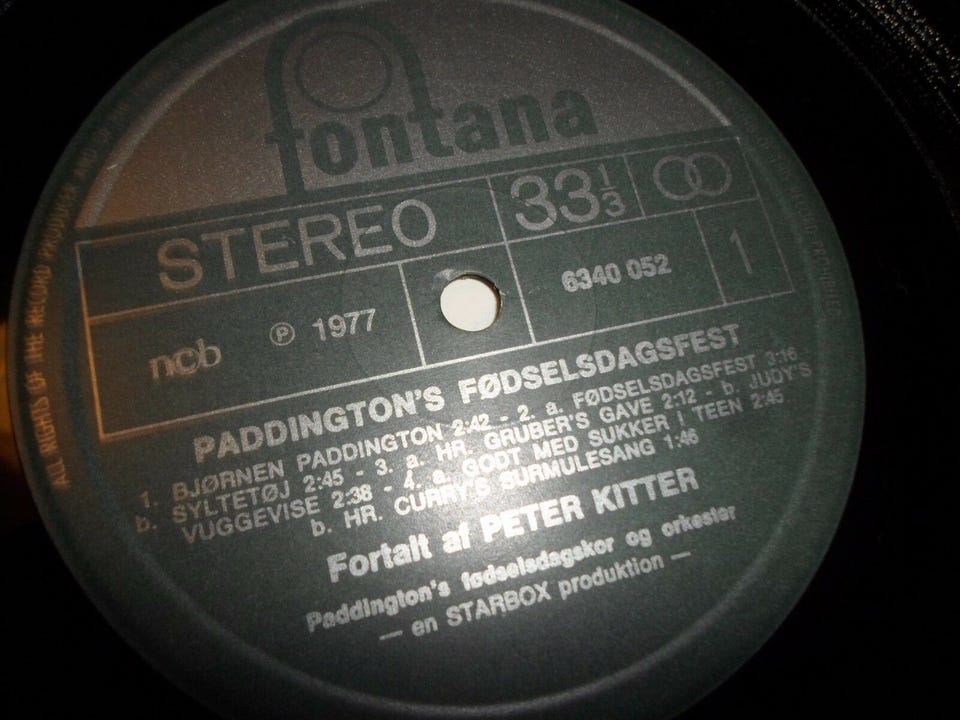 fontana
STEREO
33 1/3
ncb
Ⓟ 1977
6340 052
1
PADDINGTON'S FØDSELSDAGSFEST
1. BJØRNEN PADDINGTON 2:42 - 2. a. FØDSELSDAGSFEST 3:16
b. SYLTETØJ 2:45 - 3. a. HR. GRUBER'S GAVE 2:12 - b. JUDY'S
VUGGEVISE 2:38 - 4. a. GODT MED SUKKER I TEEN 2:45
b. HR. CURRY'S SURMULESANG 1:46
Fortalt af PETER KITTER
Paddington's fødselsdagskor og orkester
— en STARBOX produktion —
ALL RIGHTS OF THE RECORD PRODUCER AND OF THE